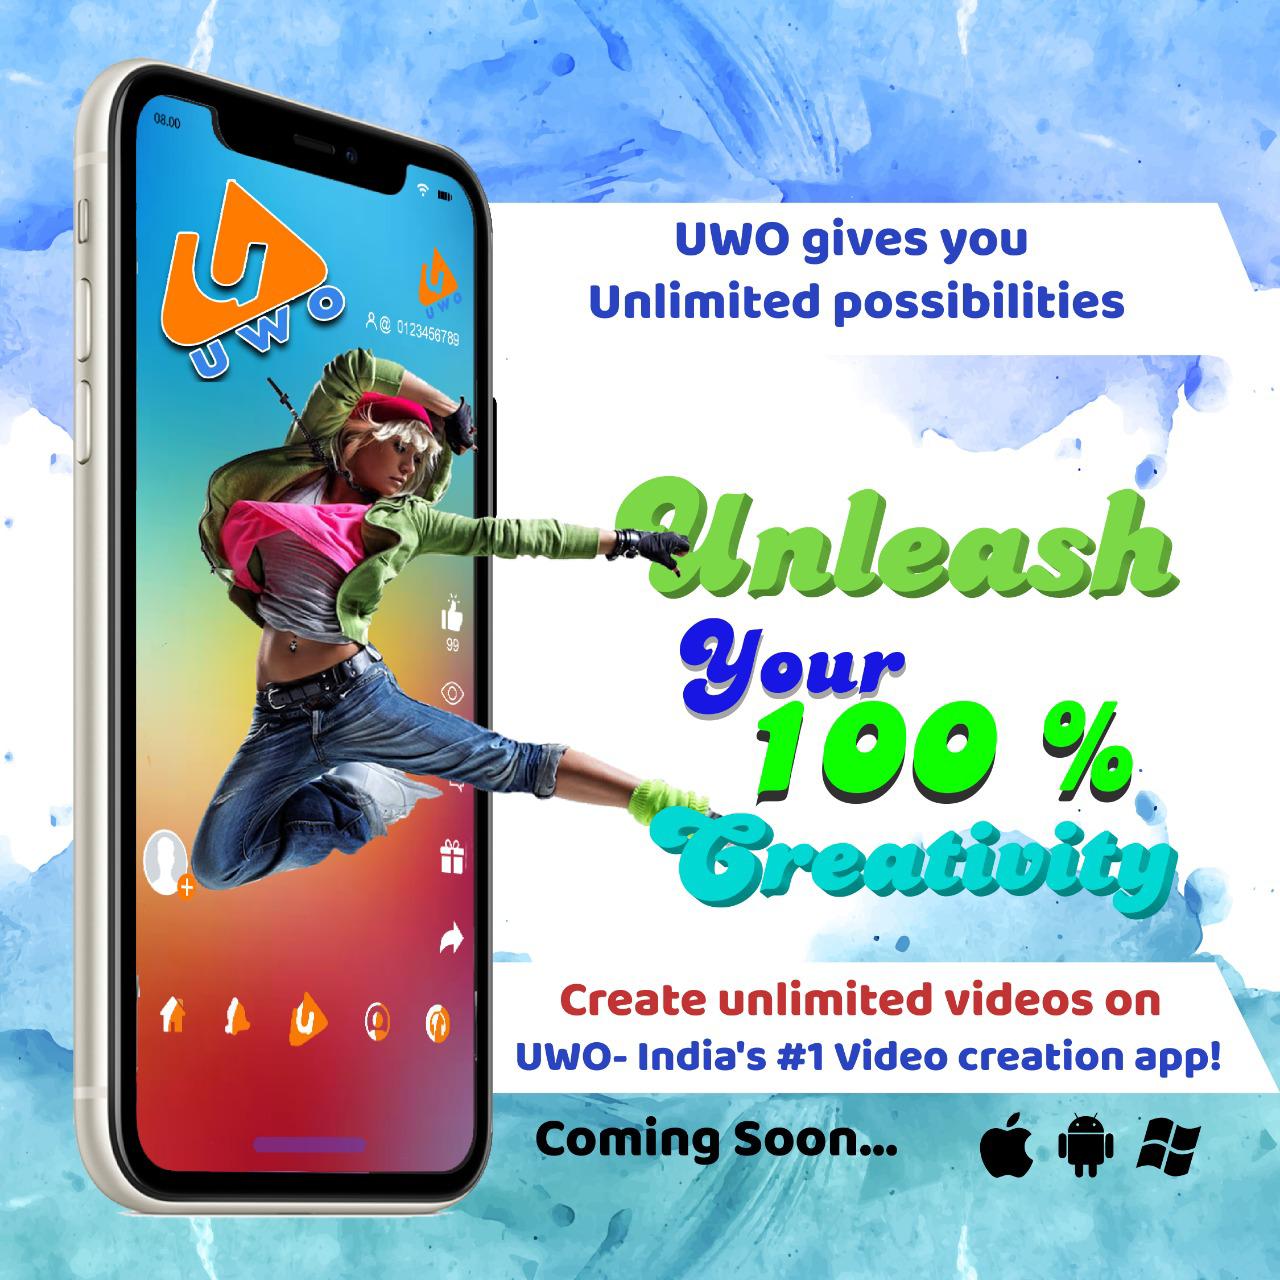 08.00
UWO
UWO
@ 0123456789
99
UWO gives you
Unlimited possibilities
Unleash
Your
100 %
Creativity
Create unlimited videos on
UWO- India's #1 Video creation app!
Coming Soon...